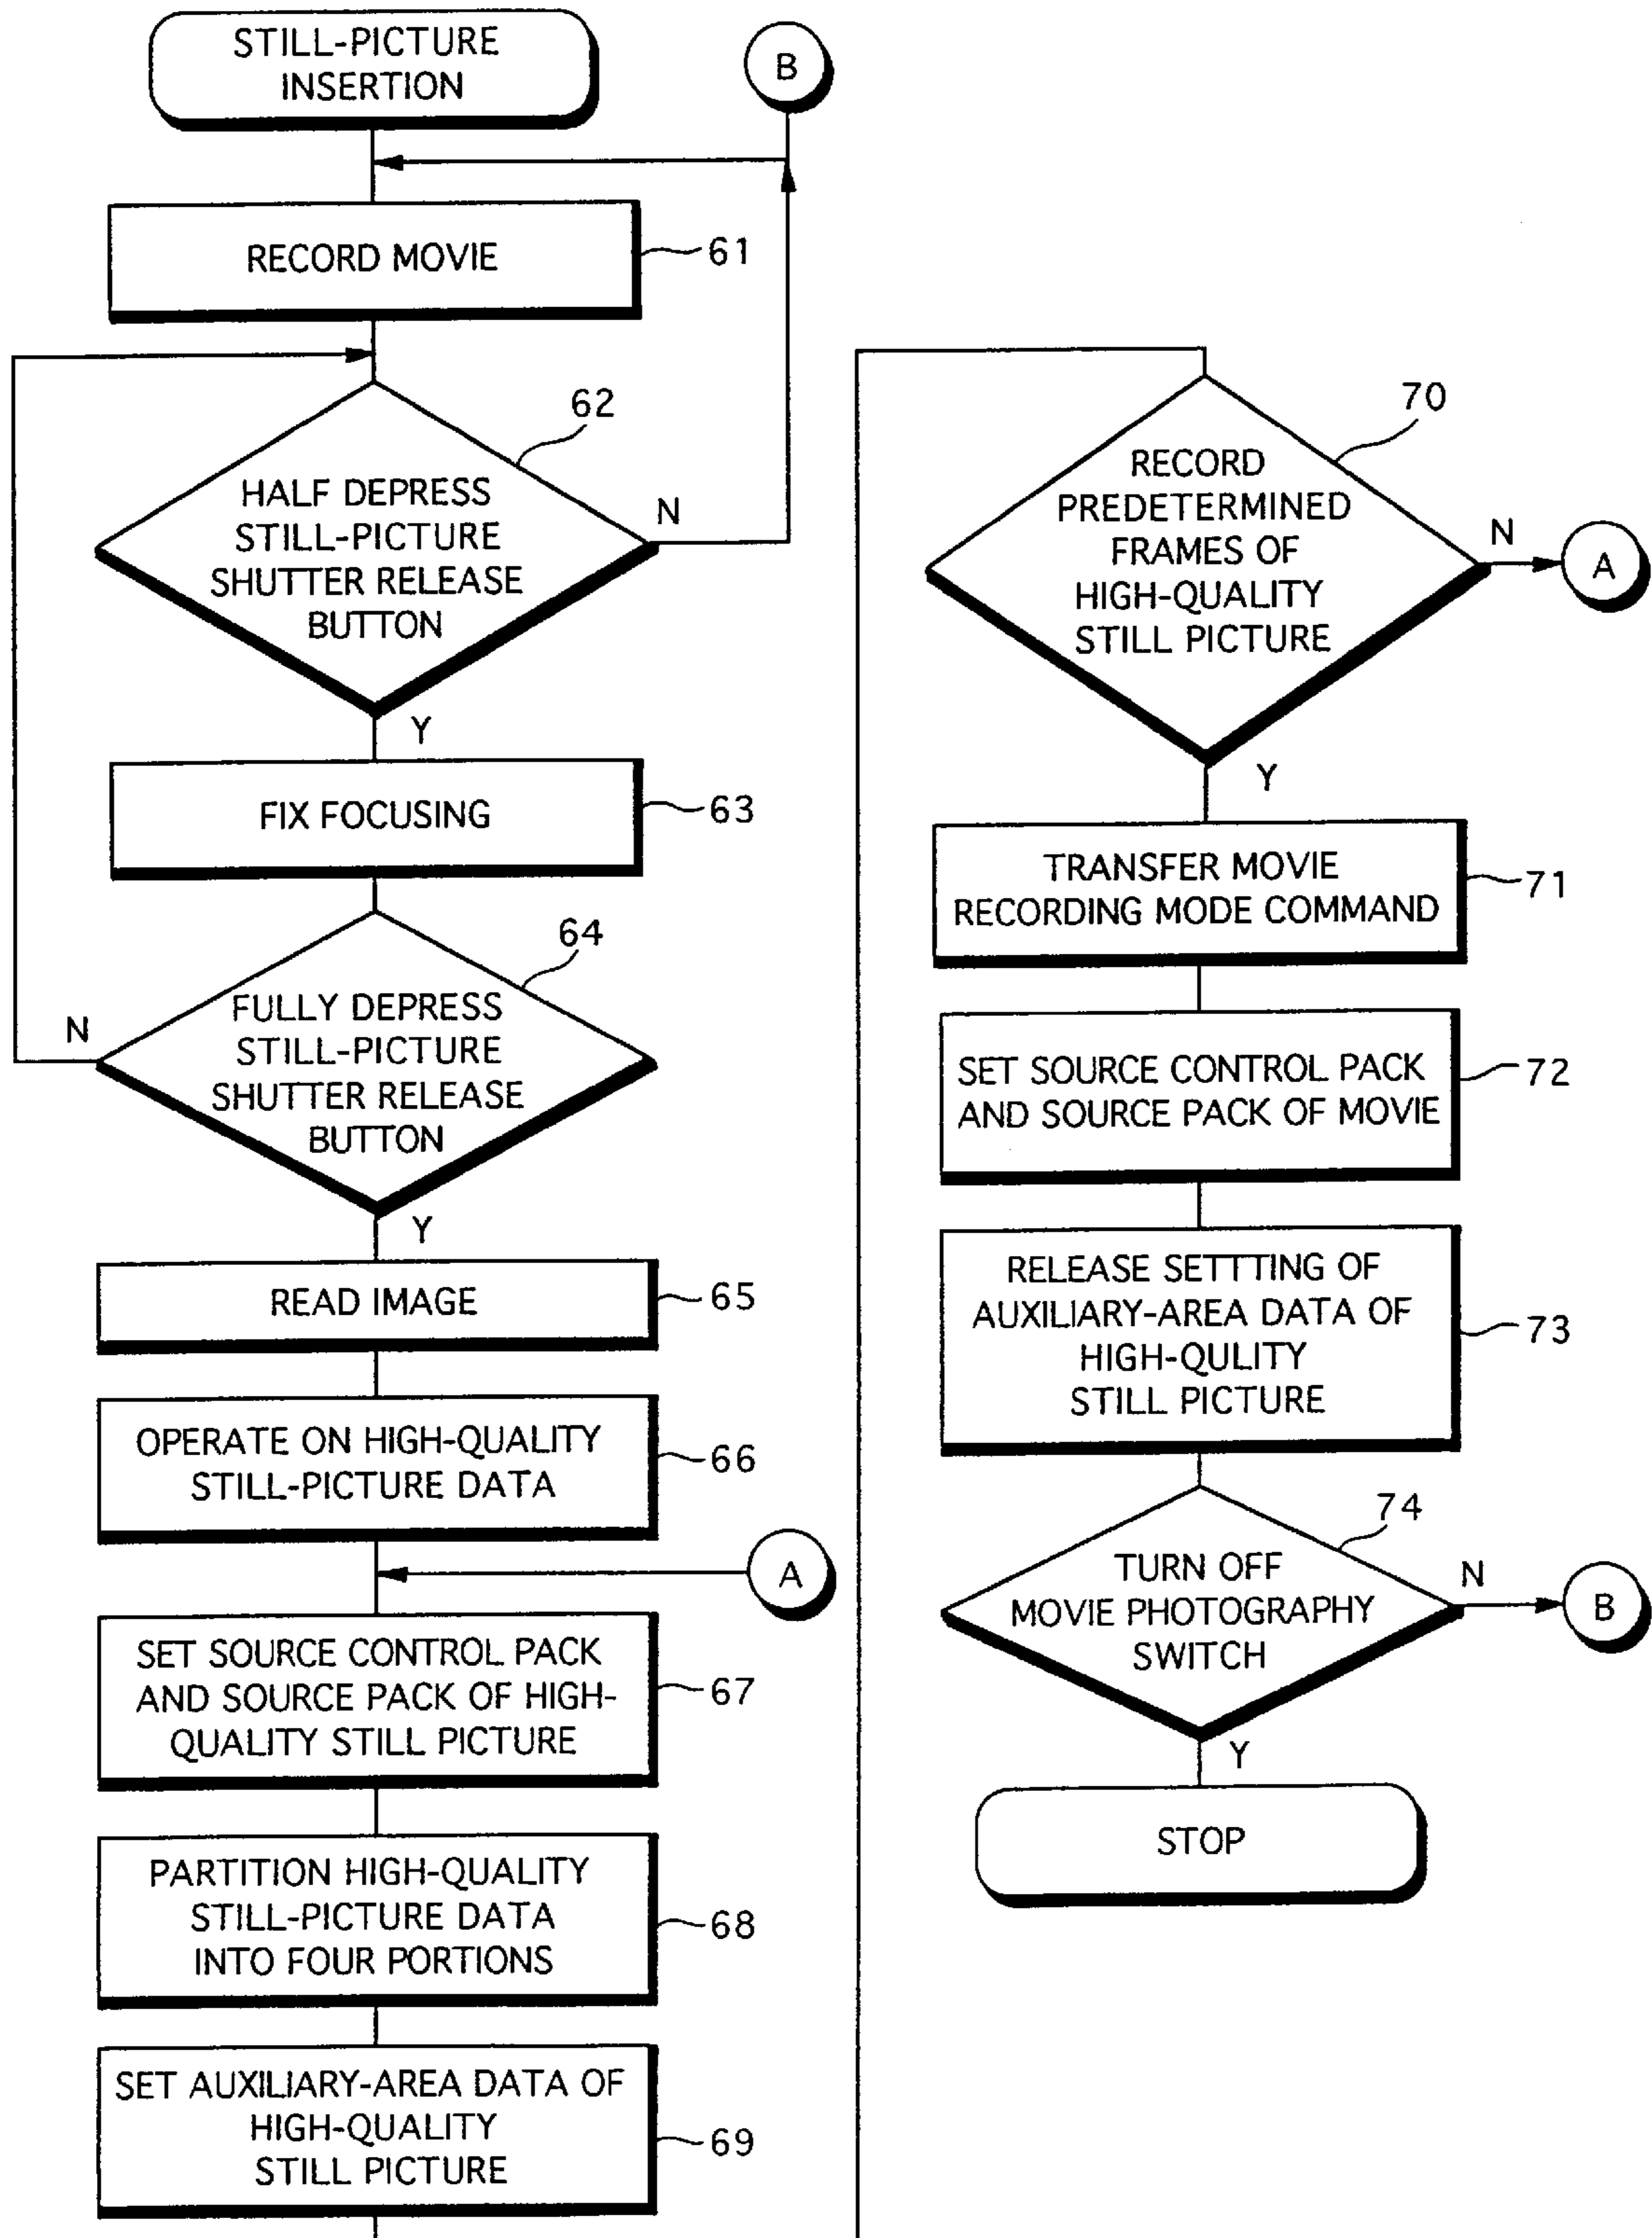 STILL-PICTURE
INSERTION
B
RECORD MOVIE
61
62
HALF DEPRESS
STILL-PICTURE
SHUTTER RELEASE
BUTTON
N
Y
FIX FOCUSING
63
64
FULLY DEPRESS
STILL-PICTURE
SHUTTER RELEASE
BUTTON
N
Y
READ IMAGE
65
OPERATE ON HIGH-QUALITY
STILL-PICTURE DATA
66
A
SET SOURCE CONTROL PACK
AND SOURCE PACK OF HIGH-
QUALITY STILL PICTURE
67
PARTITION HIGH-QUALITY
STILL-PICTURE DATA
INTO FOUR PORTIONS
68
SET AUXILIARY-AREA DATA OF
HIGH-QUALITY
STILL PICTURE
69
70
RECORD
PREDETERMINED
FRAMES OF
HIGH-QUALITY
STILL PICTURE
N
A
Y
TRANSFER MOVIE
RECORDING MODE COMMAND
71
SET SOURCE CONTROL PACK
AND SOURCE PACK OF MOVIE
72
RELEASE SETTTING OF
AUXILIARY-AREA DATA OF
HIGH-QULITY
STILL PICTURE
73
74
TURN OFF
MOVIE PHOTOGRAPHY
SWITCH
N
B
Y
STOP